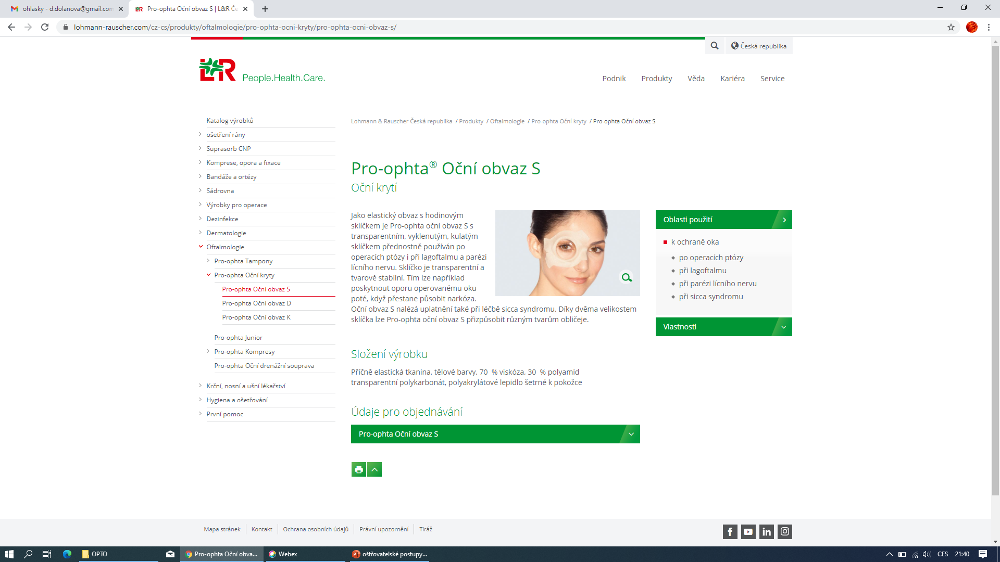 ohlasky - d.dolanova@gmail.com
Pro-ophta Oční obvaz S | L&R Če
lohmann-rauscher.com/cz-cs/produkty/oftalmologie/pro-ophta-ocni-kryty/pro-ophta-ocni-obvaz-s/
Česká republika
L&R People.Health.Care.
Podnik Produkty Věda Kariéra Service
Katalog výrobků
ošetření rány
Suprasorb CNP
Komprese, opora a fixace
Bandáže a ortézy
Sádrovna
Výrobky pro operace
Dezinfekce
Dermatologie
Oftalmologie
Pro-ophta Tampony
Pro-ophta Oční kryty
Pro-ophta Oční obvaz S
Pro-ophta Oční obvaz D
Pro-ophta Oční obvaz K
Pro-ophta Junior
Pro-ophta Kompresy
Pro-ophta Oční drenážní souprava
Krční, nosní a ušní lékařství
Hygiena a ošetřování
První pomoc
Lohmann & Rauscher Česká republika / Produkty / Oftalmologie / Pro-ophta Oční kryty / Pro-ophta Oční obvaz S
Pro-ophta® Oční obvaz S
Oční krytí
Jako elastický obvaz s hodinovým
sklíčkem je Pro-ophta oční obvaz S s
transparentním, vyklenutým, kulatým
sklíčkem přednostně používán po
operacích ptózy i při lagoftalmu a parézi
lícního nervu. Sklíčko je transparentní a
tvarově stabilní. Tím lze například
poskytnout oporu operovanému oku
poté, když přestane působit narkóza.
Oční obvaz S nalézá uplatnění také při léčbě sicca syndromu. Díky dvěma velikostem
sklíčka lze Pro-ophta oční obvaz S přizpůsobit různým tvarům obličeje.
Složení výrobku
Příčně elastická tkanina, tělové barvy, 70 % viskóza, 30 % polyamid
transparentní polykarbonát, polyakrylátové lepidlo šetrné k pokožce
Údaje pro objednávání
Pro-ophta Oční obvaz S
Oblasti použití
k ochraně oka
po operacích ptózy
při lagoftalmu
při parézi lícního nervu
při sicca syndromu
Vlastnosti
Mapa stránek Kontakt Ochrana osobních údajů Právní upozornění Tiráž
OPTO
Pro-ophta Oční obva...
Webex
oštřovatelské postupy...
CES 21:40